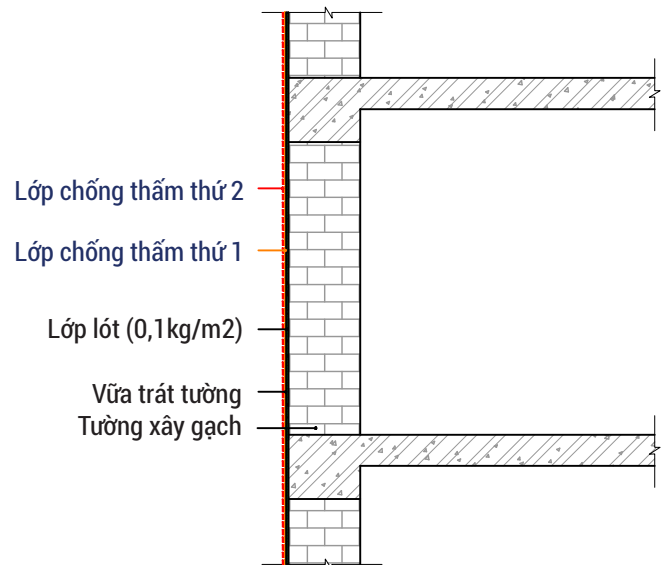 Lớp chống thấm thứ 2
Lớp chống thấm thứ 1
Lớp lót (0,1kg/m2)
Vữa trát tường
Tường xây gạch